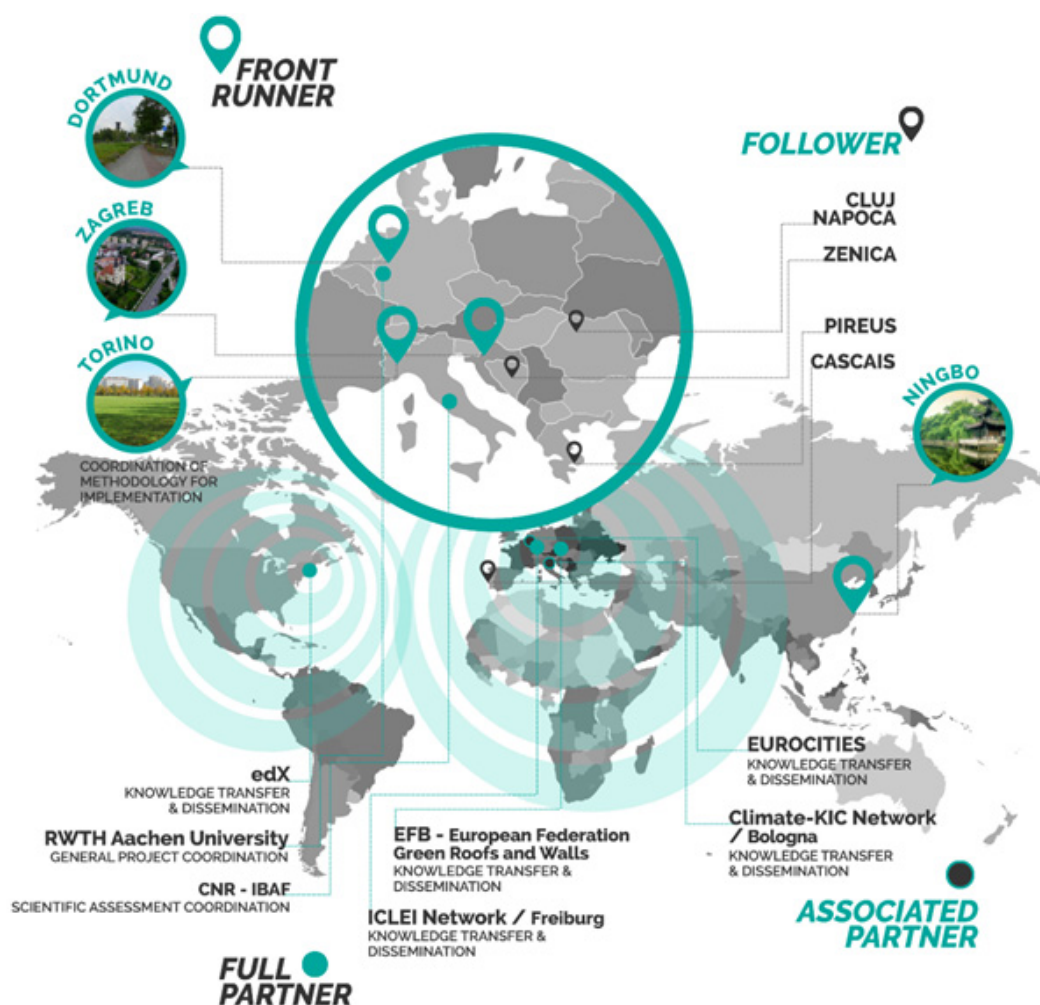 FRONT
RUNNER
DORTMUND
ZAGREB
TORINO
COORDINATION OF
METHODOLOGY FOR
IMPLEMENTATION
FOLLOWER
CLUJ
NAPOCA
ZENICA
PIREUS
CASCAIS
NINGBO
edX
KNOWLEDGE TRANSFER
& DISSEMINATION
RWTH Aachen University
GENERAL PROJECT COORDINATION
CNR - IBAF
SCIENTIFIC ASSESSMENT COORDINATION
EFB - European Federation
Green Roofs and Walls
KNOWLEDGE TRANSFER &
DISSEMINATION
ICLEI Network / Freiburg
KNOWLEDGE TRANSFER &
DISSEMINATION
EUROCITIES
KNOWLEDGE TRANSFER
& DISSEMINATION
Climate-KIC Network
/ Bologna
KNOWLEDGE TRANSFER
& DISSEMINATION
ASSOCIATED
PARTNER
FULL
PARTNER